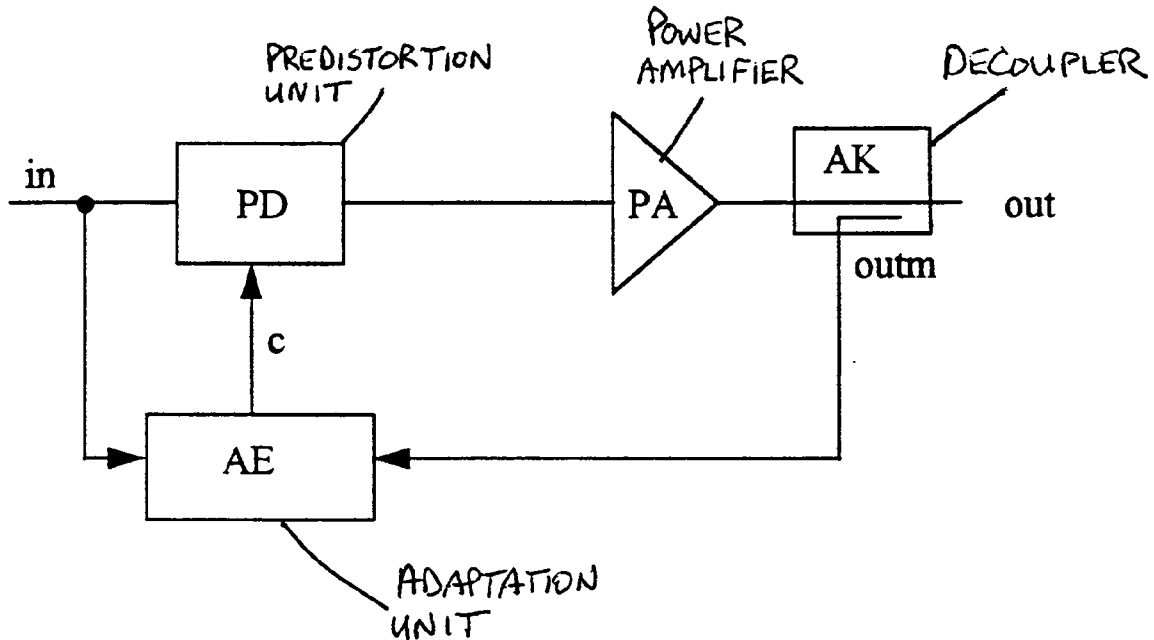 POWER
AMPLIFIER
PREDISTORTION
UNIT
DECOUPLER
in
PD
PA
AK
out
outm
c
AE
ADAPTATION
UNIT